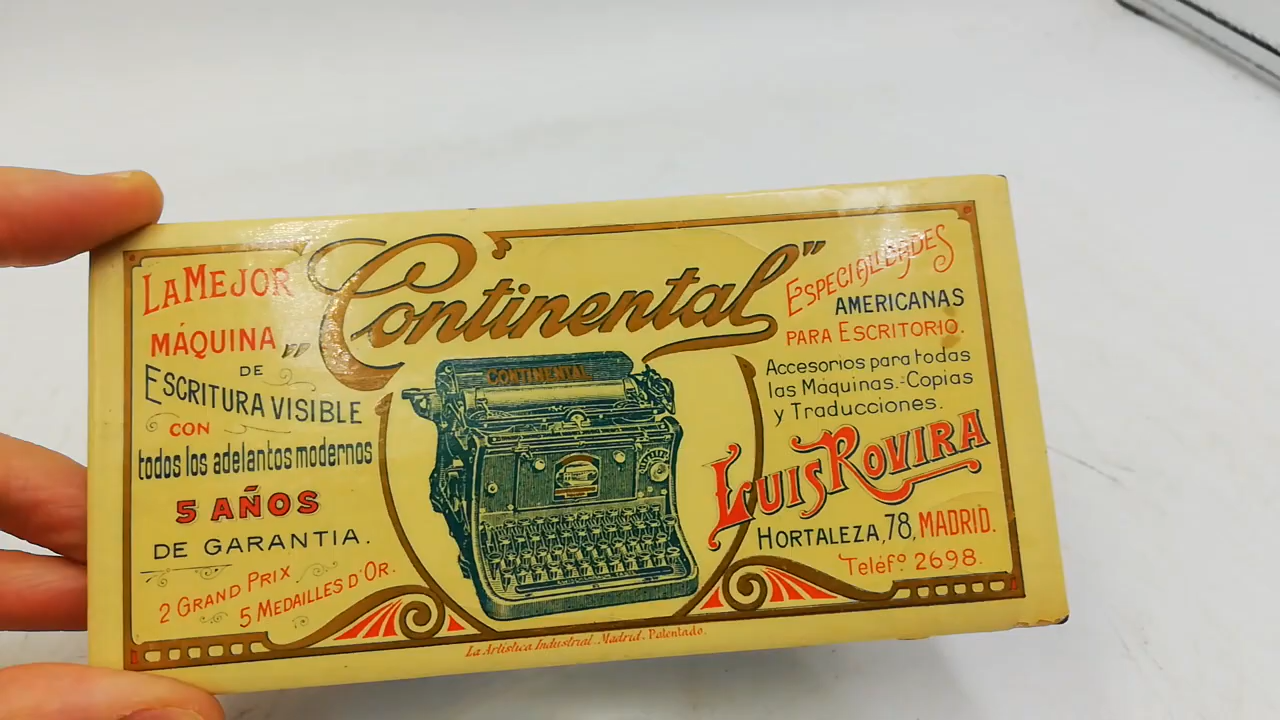 „Continental”
LA MEJOR
MÁQUINA
DE
ESCRITURA VISIBLE
CON
todos los adelantos modernos
5 AÑOS
DE GARANTIA.
2 GRAND PRIX
5 MEDAILLES D'OR.
CONTINENTAL
ESPECIALIDADES
AMERICANAS
PARA ESCRITORIO.
Accesorios para todas
las Máquinas.-Copias
y Traducciones.
LUIS ROVIRA
HORTALEZA, 78, MADRID.
Teléfº 2698.
La Artística Industrial. Madrid. Patentado.